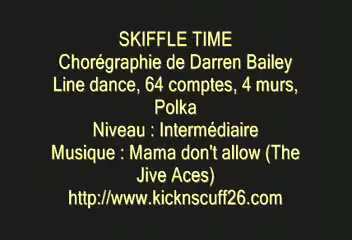 SKIFFLE TIME
Chorégraphie de Darren Bailey
Line dance, 64 comptes, 4 murs,
Polka
Niveau : Intermédiaire
Musique : Mama don't allow (The
Jive Aces)
http://www.kicknscuff26.com